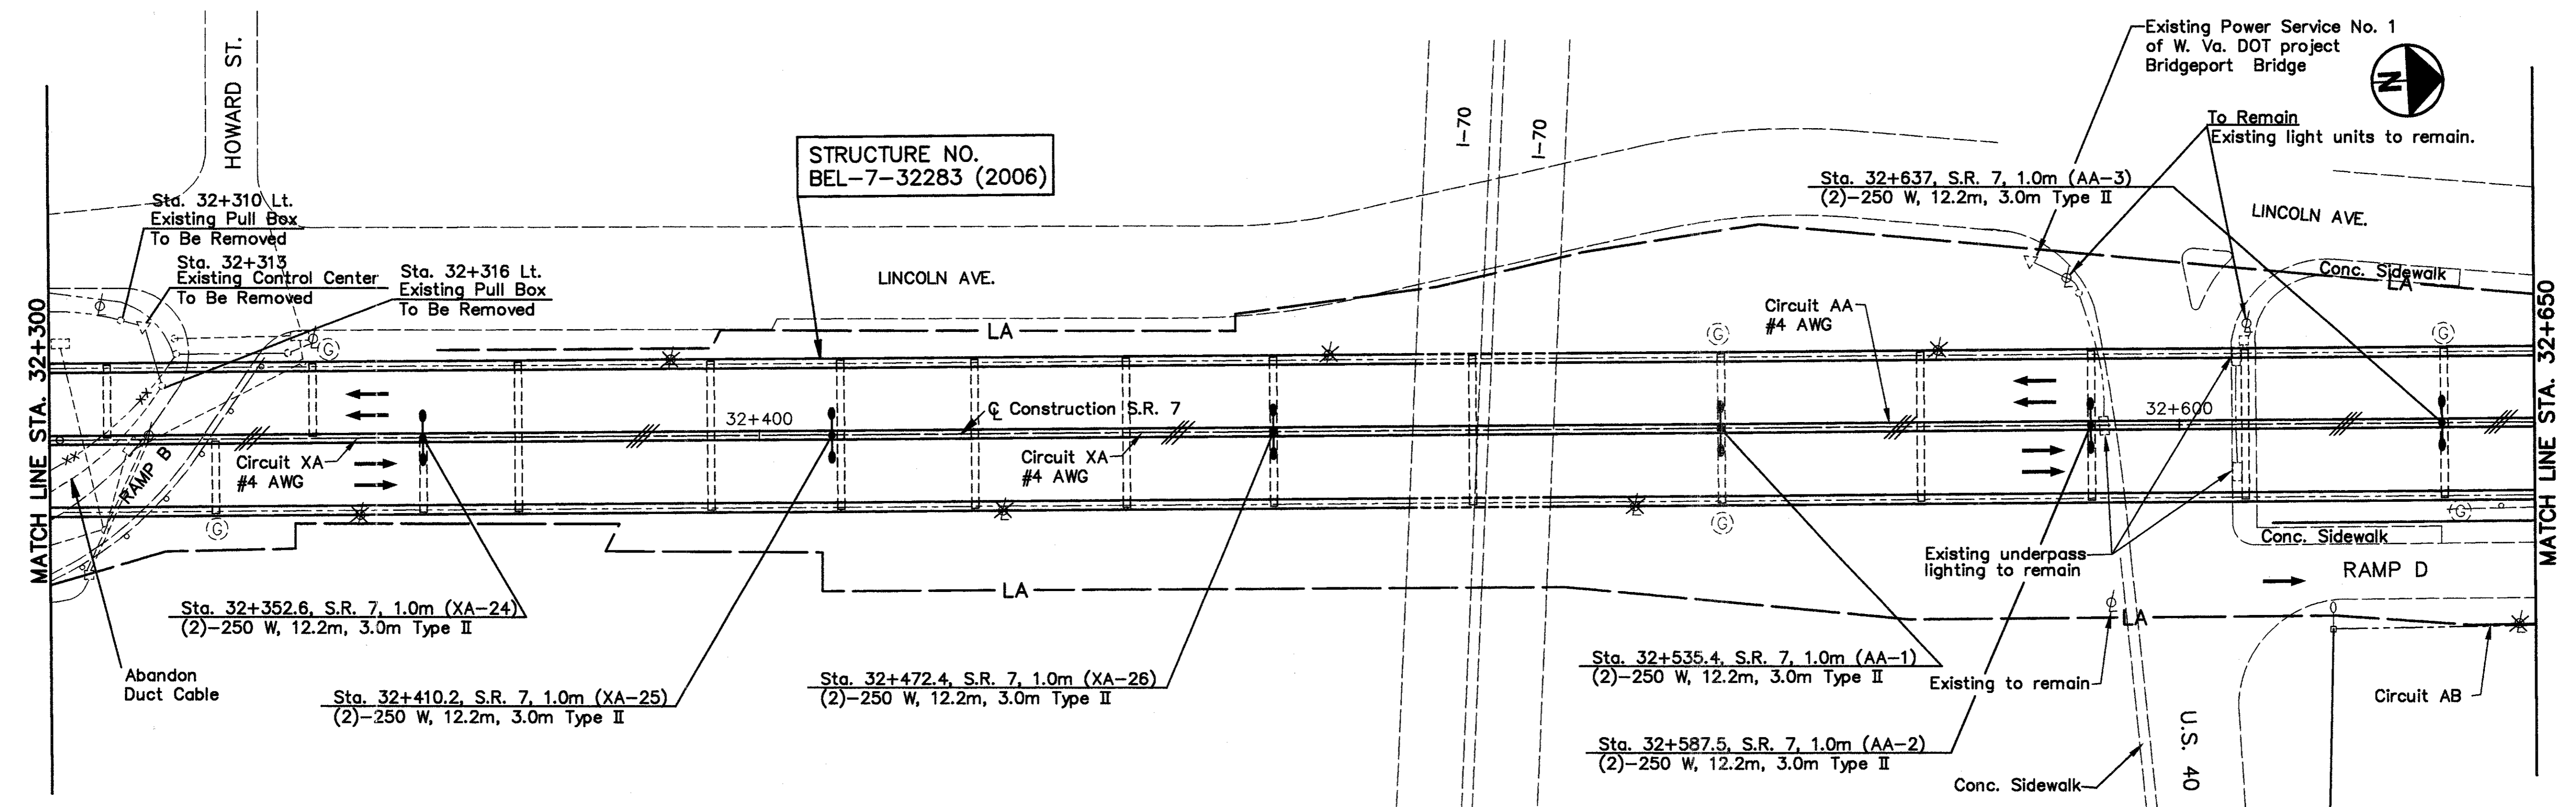 HOWARD ST.
Existing Power Service No. 1
of W. Va. DOT project
Bridgeport Bridge
N
To Remain
Existing light units to remain.
I-70
I-70
STRUCTURE NO.
BEL-7-32283 (2006)
Sta. 32+637, S.R. 7, 1.0m (AA-3)
(2)-250 W, 12.2m, 3.0m Type II
Sta. 32+310 Lt.
Existing Pull Box
To Be Removed
Sta. 32+313
Existing Control Center
To Be Removed
Sta. 32+316 Lt.
Existing Pull Box
To Be Removed
LINCOLN AVE.
LINCOLN AVE.
Conc. Sidewalk
LA
LA
Circuit AA
#4 AWG
MATCH LINE STA. 32+300
MATCH LINE STA. 32+650
G
G
G
32+400
℄ Construction S.R. 7
32+600
RAMP B
Circuit XA
#4 AWG
Circuit XA
#4 AWG
G
G
G
Conc. Sidewalk
Existing underpass
lighting to remain
RAMP D
LA
LA
Sta. 32+352.6, S.R. 7, 1.0m (XA-24)
(2)-250 W, 12.2m, 3.0m Type II
Abandon
Duct Cable
Sta. 32+410.2, S.R. 7, 1.0m (XA-25)
(2)-250 W, 12.2m, 3.0m Type II
Sta. 32+472.4, S.R. 7, 1.0m (XA-26)
(2)-250 W, 12.2m, 3.0m Type II
Sta. 32+535.4, S.R. 7, 1.0m (AA-1)
(2)-250 W, 12.2m, 3.0m Type II
Existing to remain
Circuit AB
Sta. 32+587.5, S.R. 7, 1.0m (AA-2)
(2)-250 W, 12.2m, 3.0m Type II
Conc. Sidewalk
U.S. 40